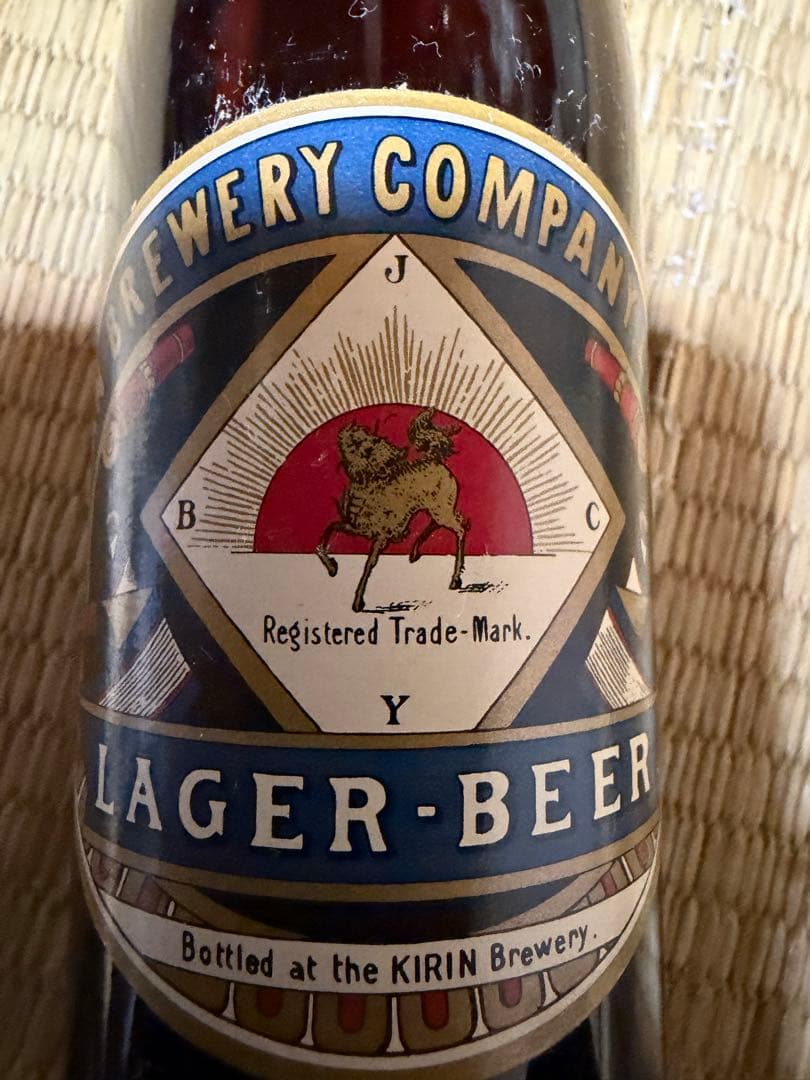 BREWERY COMPANY
J
B C
Registered Trade-Mark.
Y
LAGER-BEER
Bottled at the KIRIN Brewery.